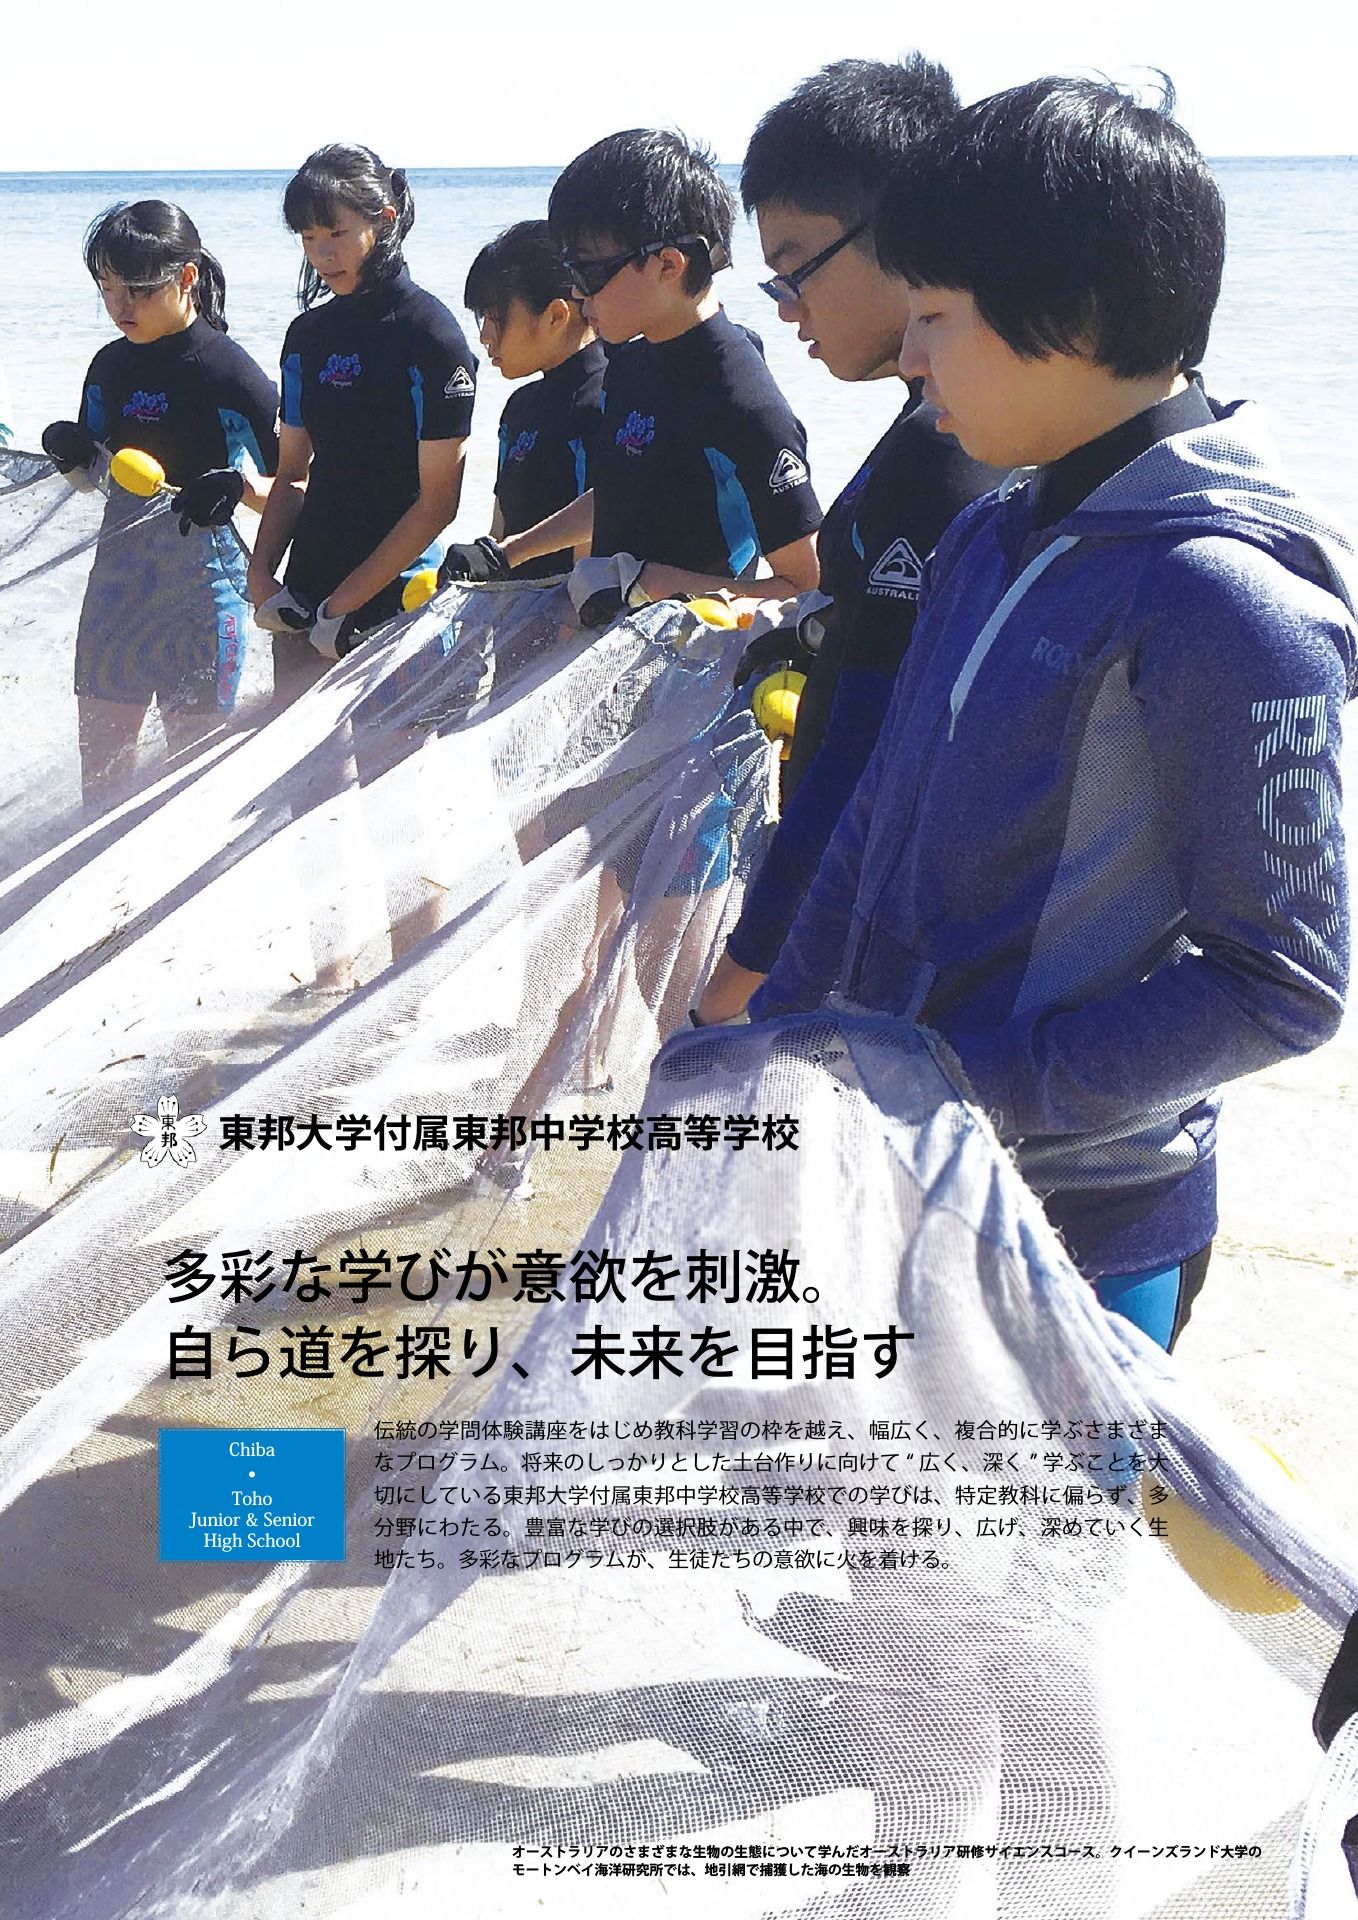 AUSTRALIA
AUSTRALIA
AUSTRALIA
ROXY
ROXY
東邦
東邦大学付属東邦中学校高等学校
多彩な学びが意欲を刺激。
自ら道を探り、未来を目指す
Chiba
•
Toho
Junior & Senior
High School
伝統の学問体験講座をはじめ教科学習の枠を越え、幅広く、複合的に学ぶさまざま
なプログラム。将来のしっかりとした土台作りに向けて “ 広く、深く ” 学ぶことを大
切にしている東邦大学付属東邦中学校高等学校での学びは、特定教科に偏らず、多
分野にわたる。豊富な学びの選択肢がある中で、興味を探り、広げ、深めていく生
地たち。多彩なプログラムが、生徒たちの意欲に火を着ける。
オーストラリアのさまざまな生物の生態について学んだオーストラリア研修サイエンスコース。クイーンズランド大学の
モートンベイ海洋研究所では、地引網で捕獲した海の生物を観察